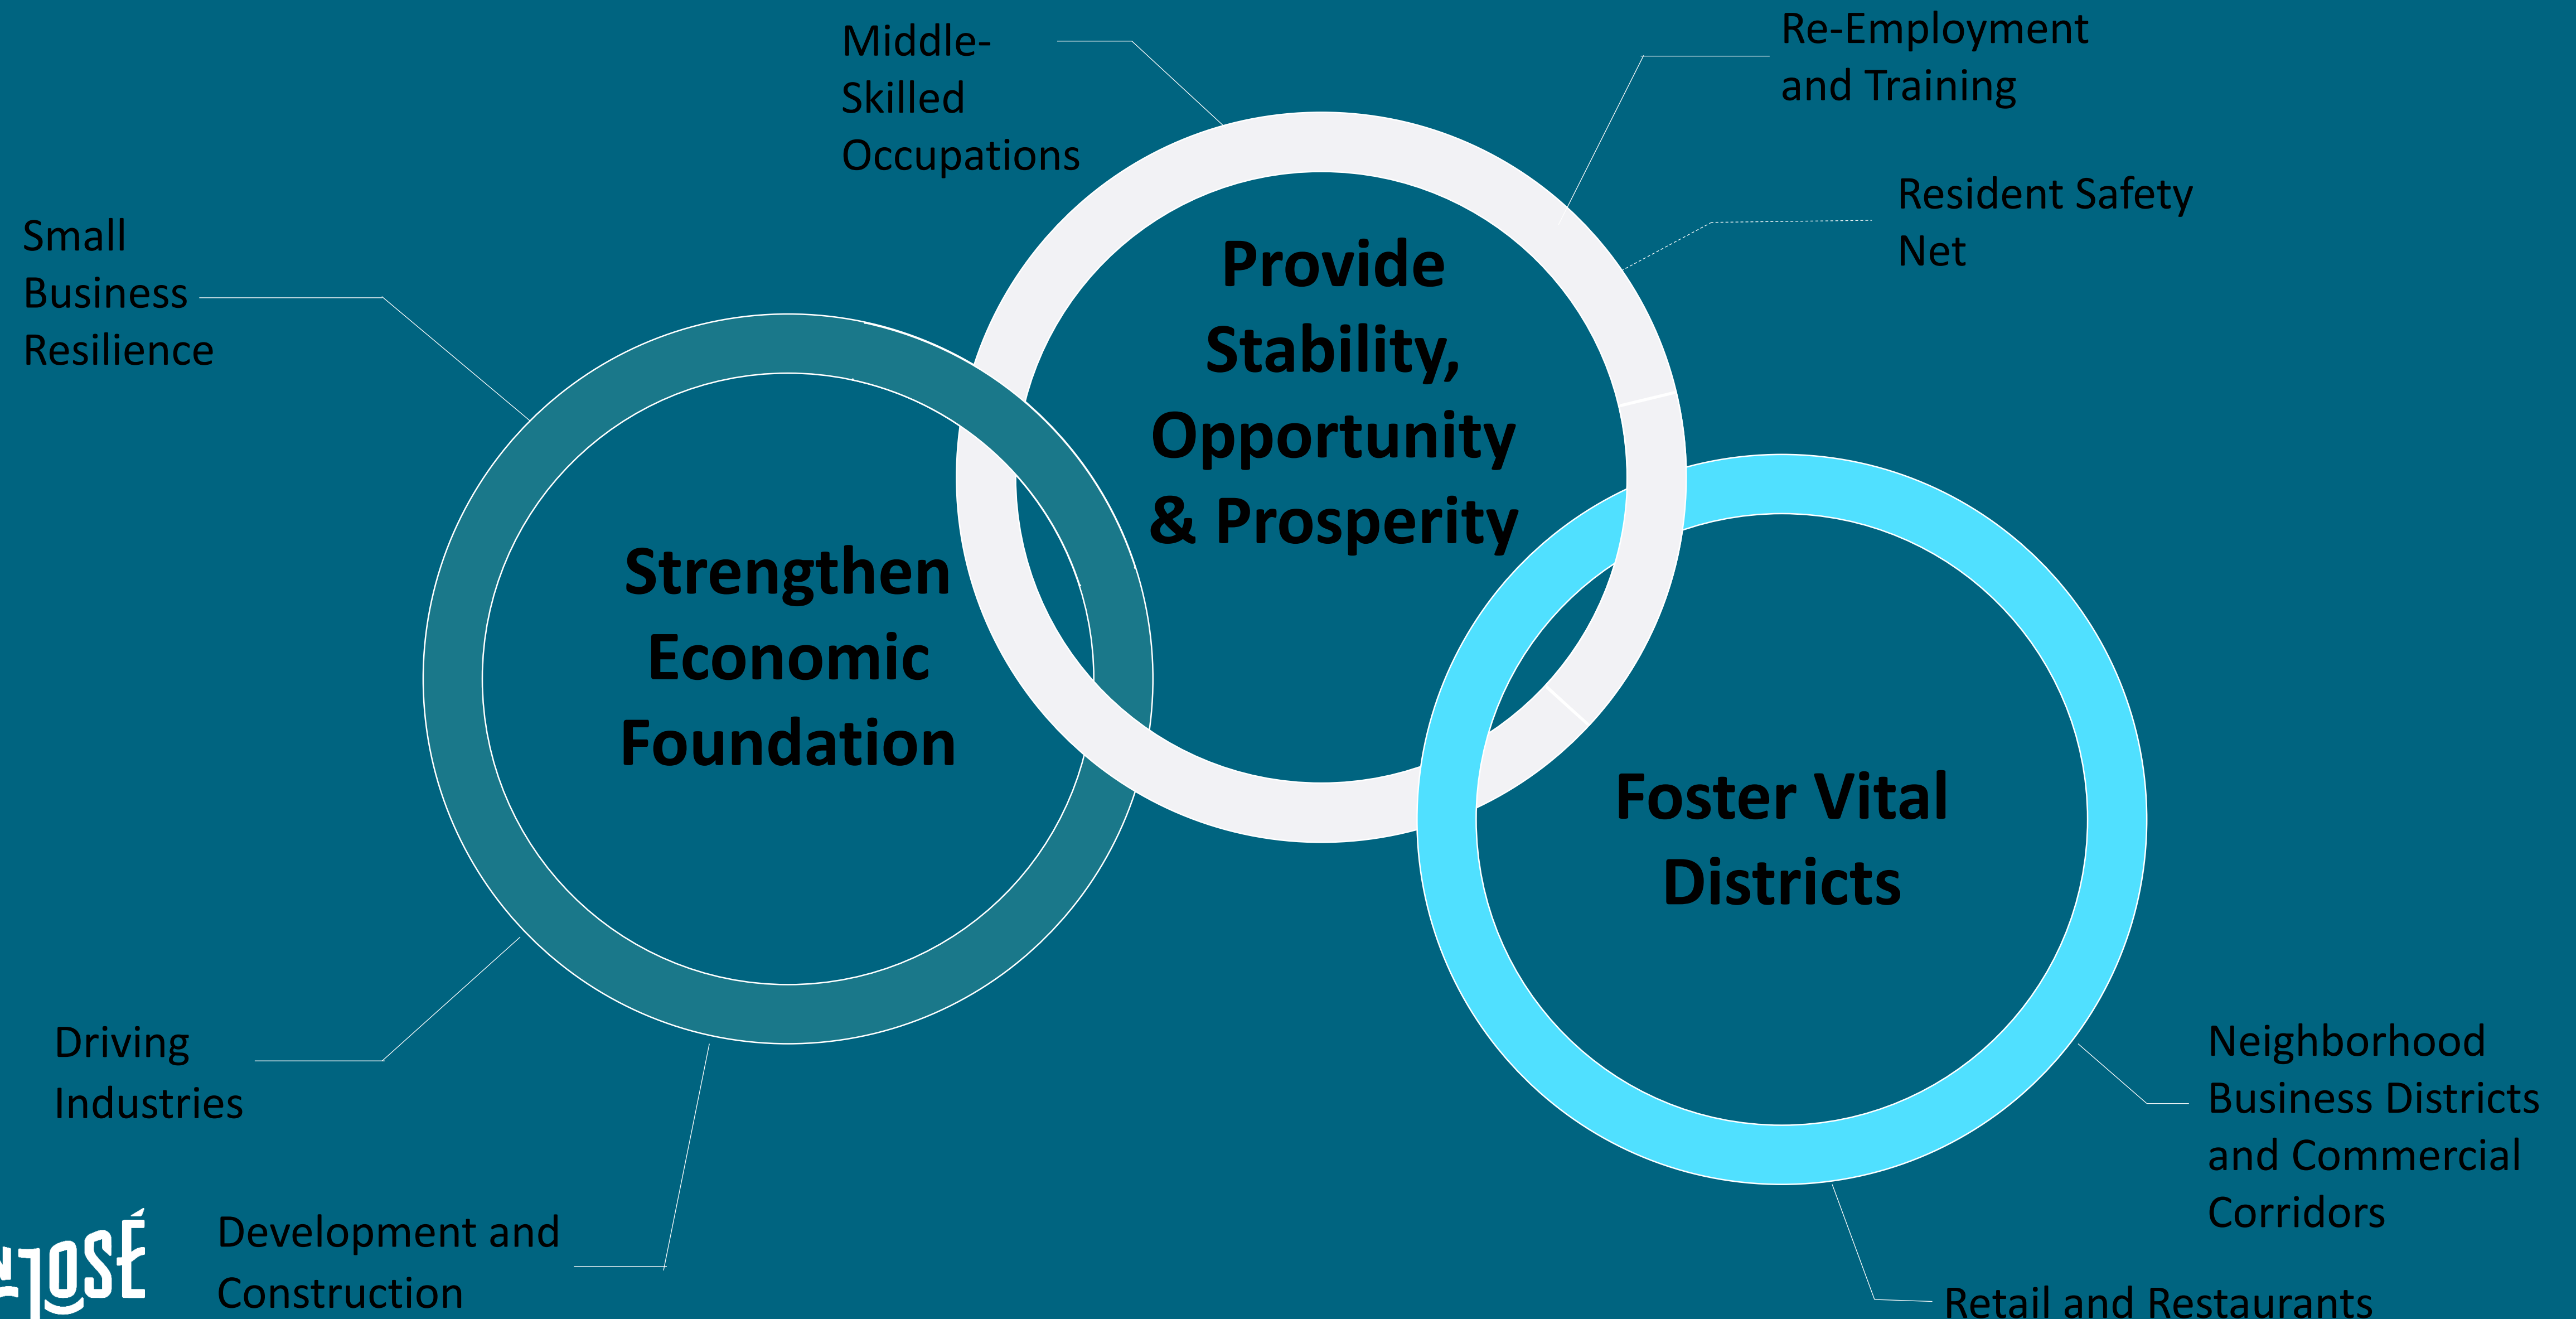 Middle-
Skilled
Occupations
Re-Employment
and Training
Resident Safety
Net
Small
Business
Resilience
Provide
Stability,
Opportunity
& Prosperity
Strengthen
Economic
Foundation
Foster Vital
Districts
Driving
Industries
Neighborhood
Business Districts
and Commercial
Corridors
Development and
Construction
Retail and Restaurants
JOSÉ